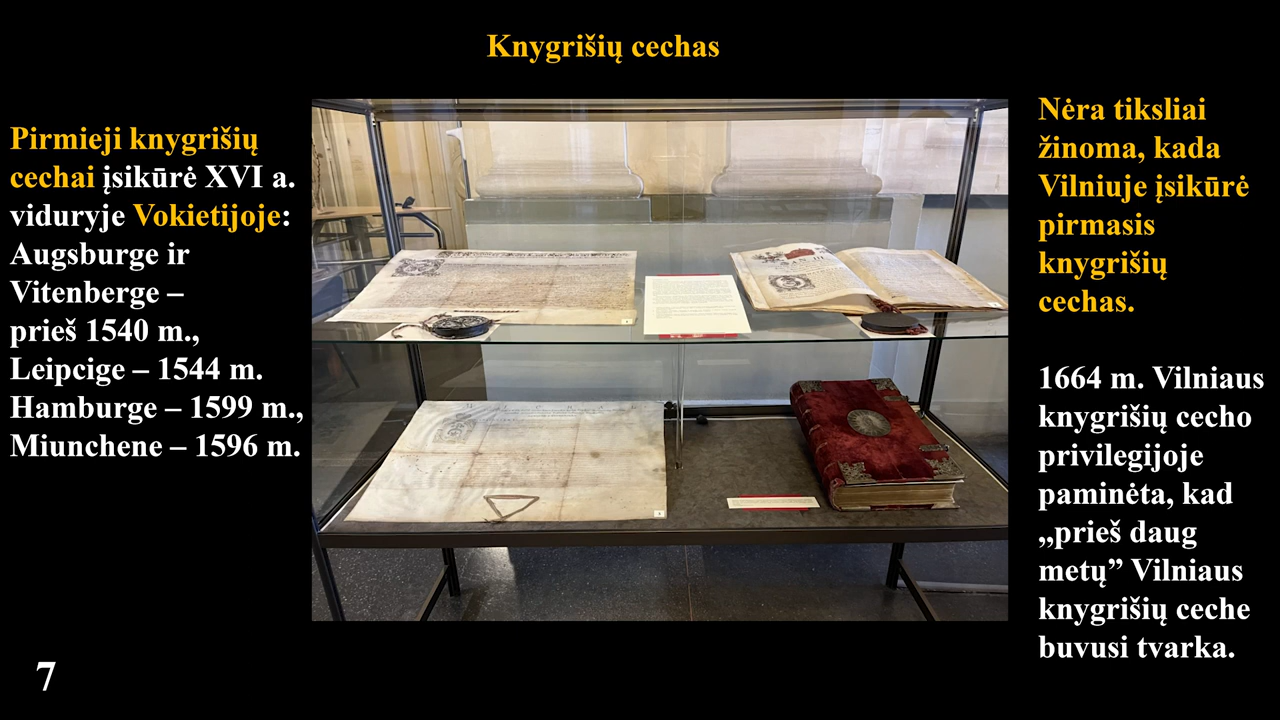 Knygrišių cechas
Pirmieji knygrišių
cechai įsikūrė XVI a.
viduryje Vokietijoje:
Augsburge ir
Vitenberge –
prieš 1540 m.,
Leipcige – 1544 m.
Hamburge – 1599 m.,
Miunchene – 1596 m.
Nėra tiksliai
žinoma, kada
Vilniuje įsikūrė
pirmasis
knygrišių
cechas.
1664 m. Vilniaus
knygrišių cecho
privilegijoje
paminėta, kad
„prieš daug
metų” Vilniaus
knygrišių ceche
buvusi tvarka.
7